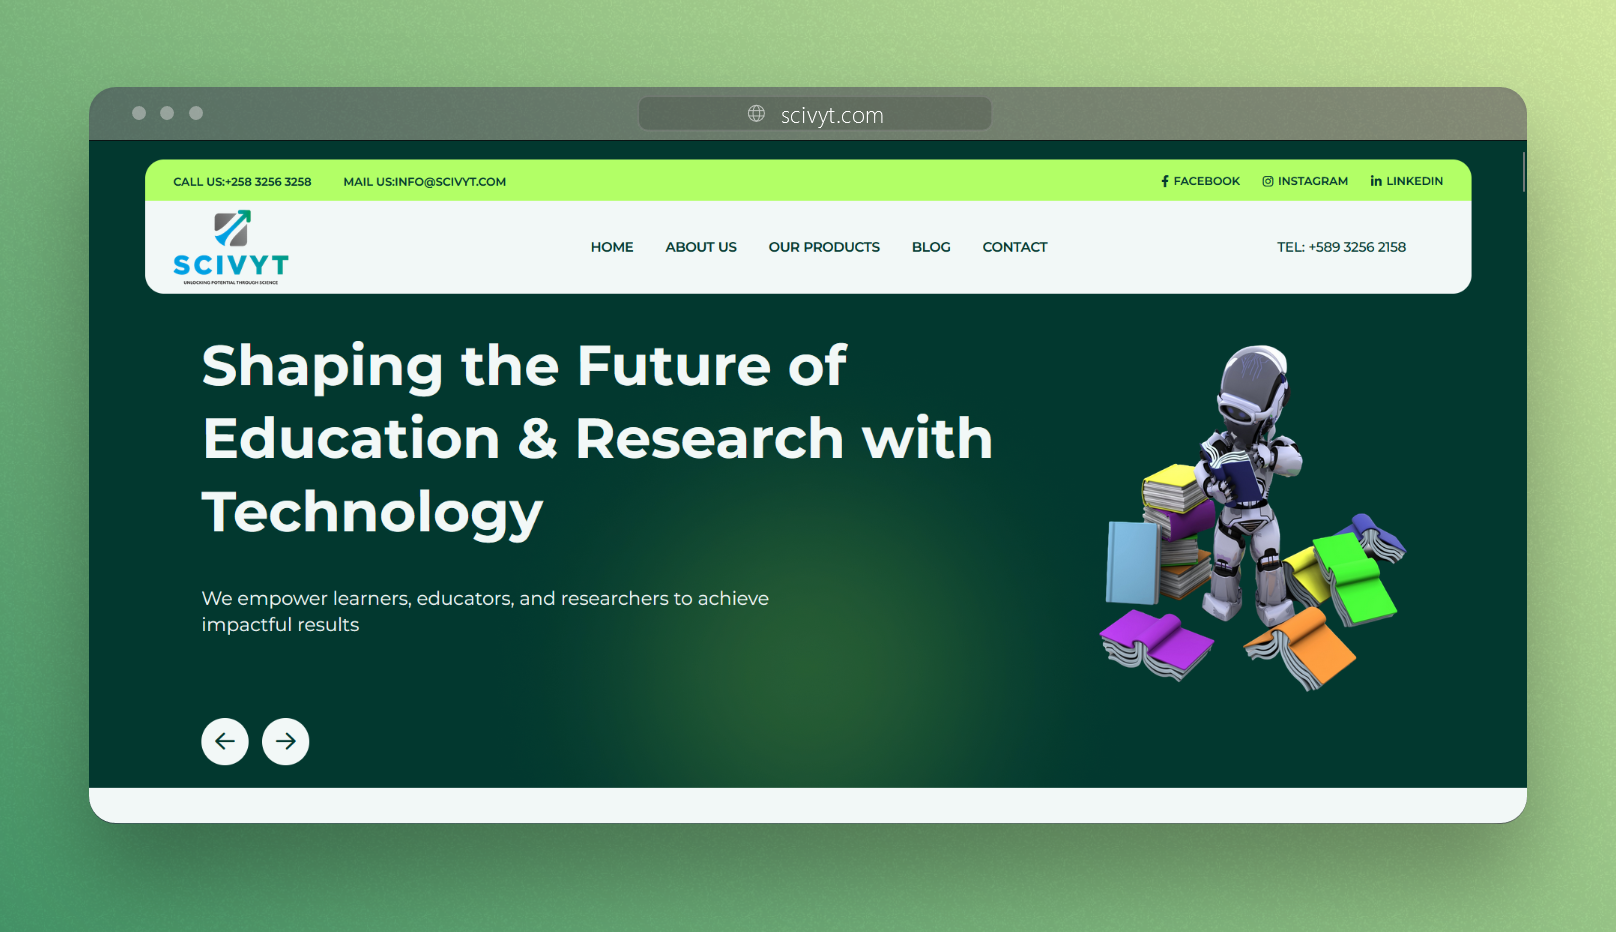 scivyt.com
CALL US:+258 3256 3258
MAIL US:INFO@SCIVYT.COM
FACEBOOK
INSTAGRAM
LINKEDIN
SCIVYT
UNLOCKING POTENTIAL THROUGH SCIENCE
HOME
ABOUT US
OUR PRODUCTS
BLOG
CONTACT
TEL: +589 3256 2158
Shaping the Future of
Education & Research with
Technology
We empower learners, educators, and researchers to achieve
impactful results